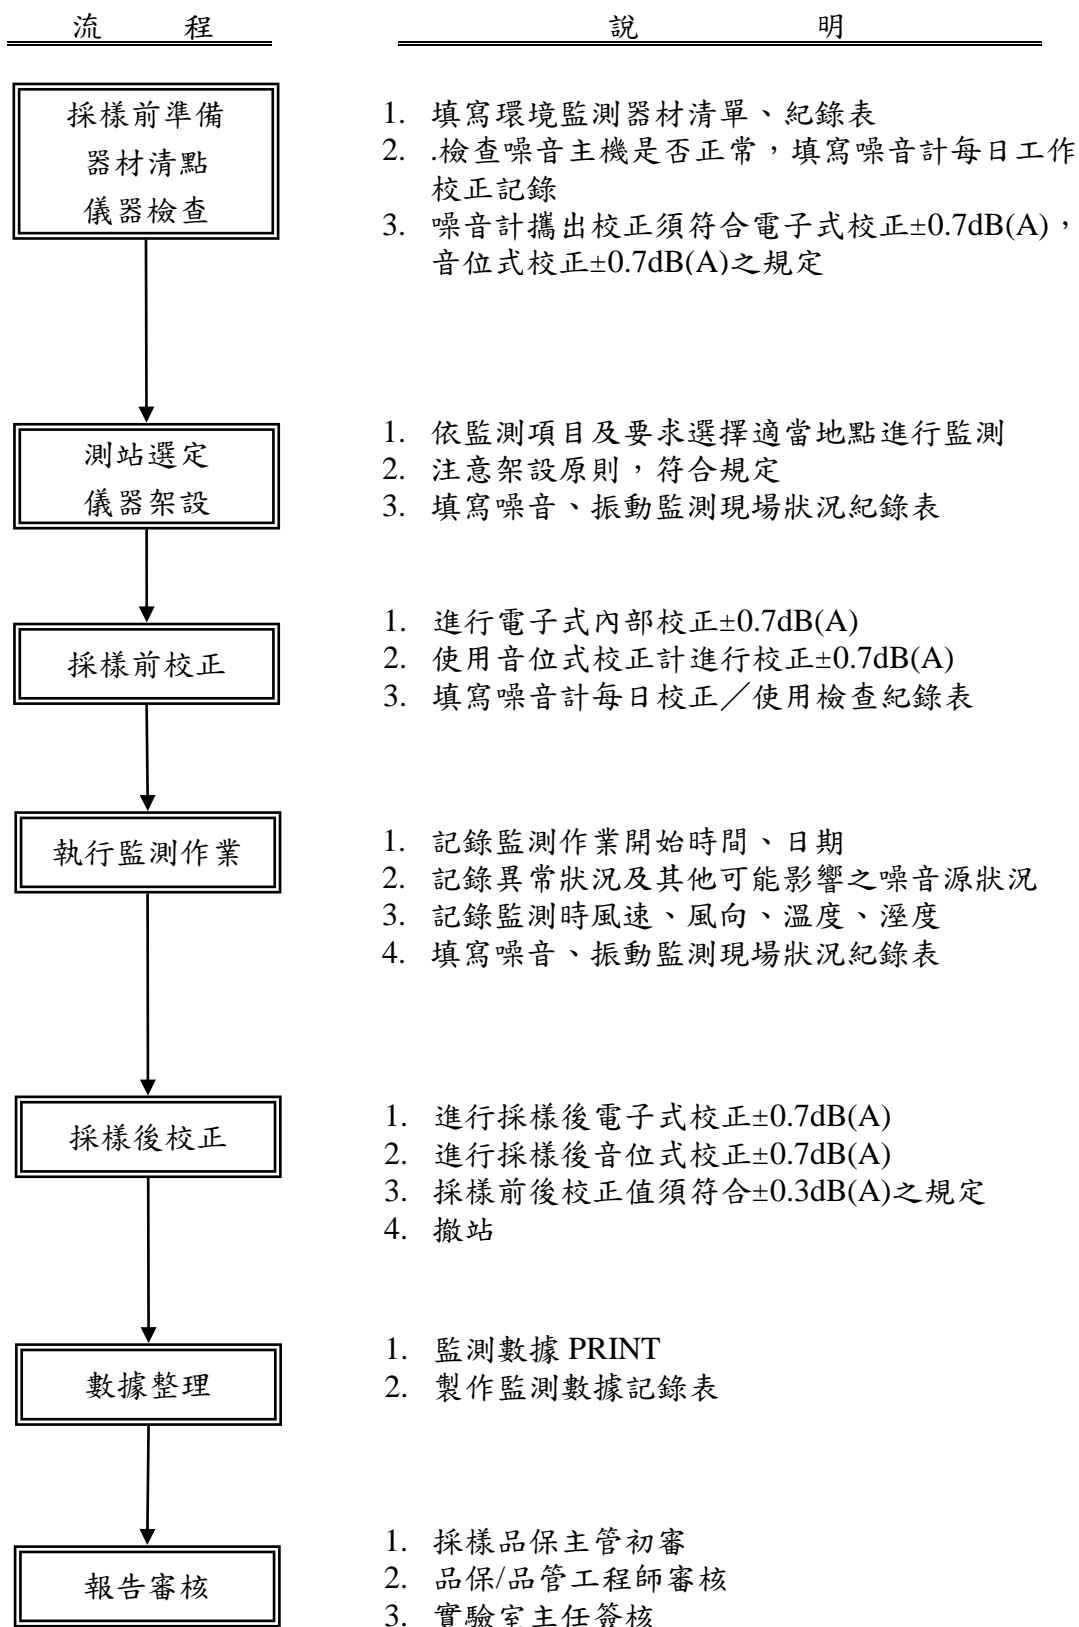 流 程
說 明
採樣前準備
器材清點
儀器檢查
1. 填寫環境監測器材清單、紀錄表
2. .檢查噪音主機是否正常，填寫噪音計每日工作
校正記錄
3. 噪音計攜出校正須符合電子式校正±0.7dB(A)，
音位式校正±0.7dB(A)之規定
測站選定
儀器架設
1. 依監測項目及要求選擇適當地點進行監測
2. 注意架設原則，符合規定
3. 填寫噪音、振動監測現場狀況紀錄表
採樣前校正
1. 進行電子式內部校正±0.7dB(A)
2. 使用音位式校正計進行校正±0.7dB(A)
3. 填寫噪音計每日校正／使用檢查紀錄表
執行監測作業
1. 記錄監測作業開始時間、日期
2. 記錄異常狀況及其他可能影響之噪音源狀況
3. 記錄監測時風速、風向、溫度、溼度
4. 填寫噪音、振動監測現場狀況紀錄表
採樣後校正
1. 進行採樣後電子式校正±0.7dB(A)
2. 進行採樣後音位式校正±0.7dB(A)
3. 採樣前後校正值須符合±0.3dB(A)之規定
4. 撤站
數據整理
1. 監測數據 PRINT
2. 製作監測數據記錄表
報告審核
1. 採樣品保主管初審
2. 品保/品管工程師審核
3. 實驗室主任簽核